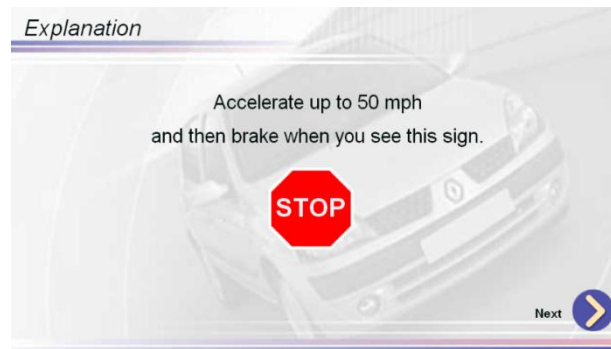 Explanation
Accelerate up to 50 mph
and then brake when you see this sign.
STOP
Next